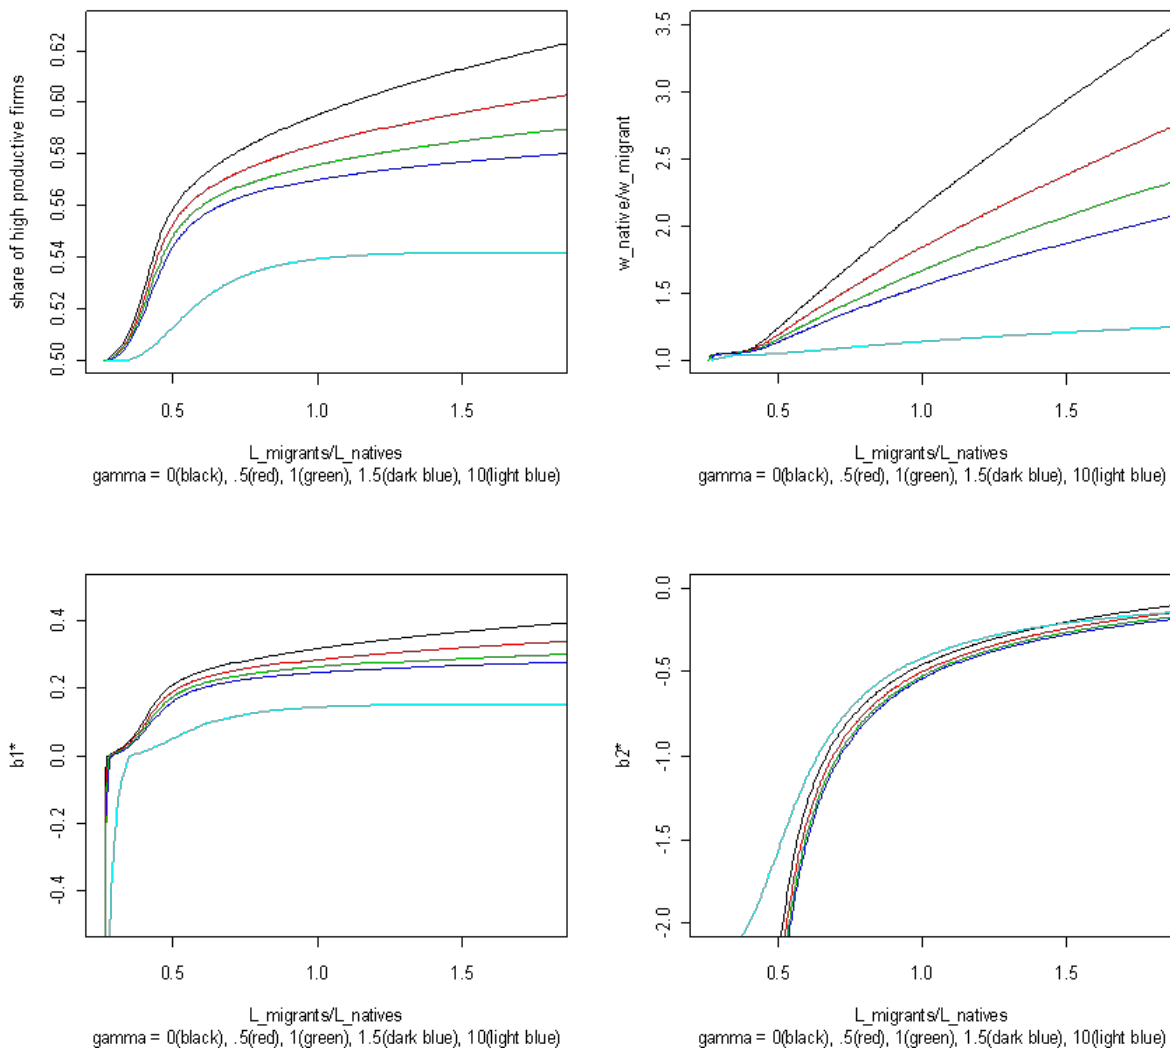 share of high productive firms
0.50 0.52 0.54 0.56 0.58 0.60 0.62
0.5 1.0 1.5
L_migrants/L_natives
gamma = 0(black), .5(red), 1(green), 1.5(dark blue), 10(light blue)
w_native/w_migrant
1.0 1.5 2.0 2.5 3.0 3.5
0.5 1.0 1.5
L_migrants/L_natives
gamma = 0(black), .5(red), 1(green), 1.5(dark blue), 10(light blue)
b1*
-0.4 -0.2 0.0 0.2 0.4
0.5 1.0 1.5
L_migrants/L_natives
gamma = 0(black), .5(red), 1(green), 1.5(dark blue), 10(light blue)
b2*
-2.0 -1.5 -1.0 -0.5 0.0
0.5 1.0 1.5
L_migrants/L_natives
gamma = 0(black), .5(red), 1(green), 1.5(dark blue), 10(light blue)